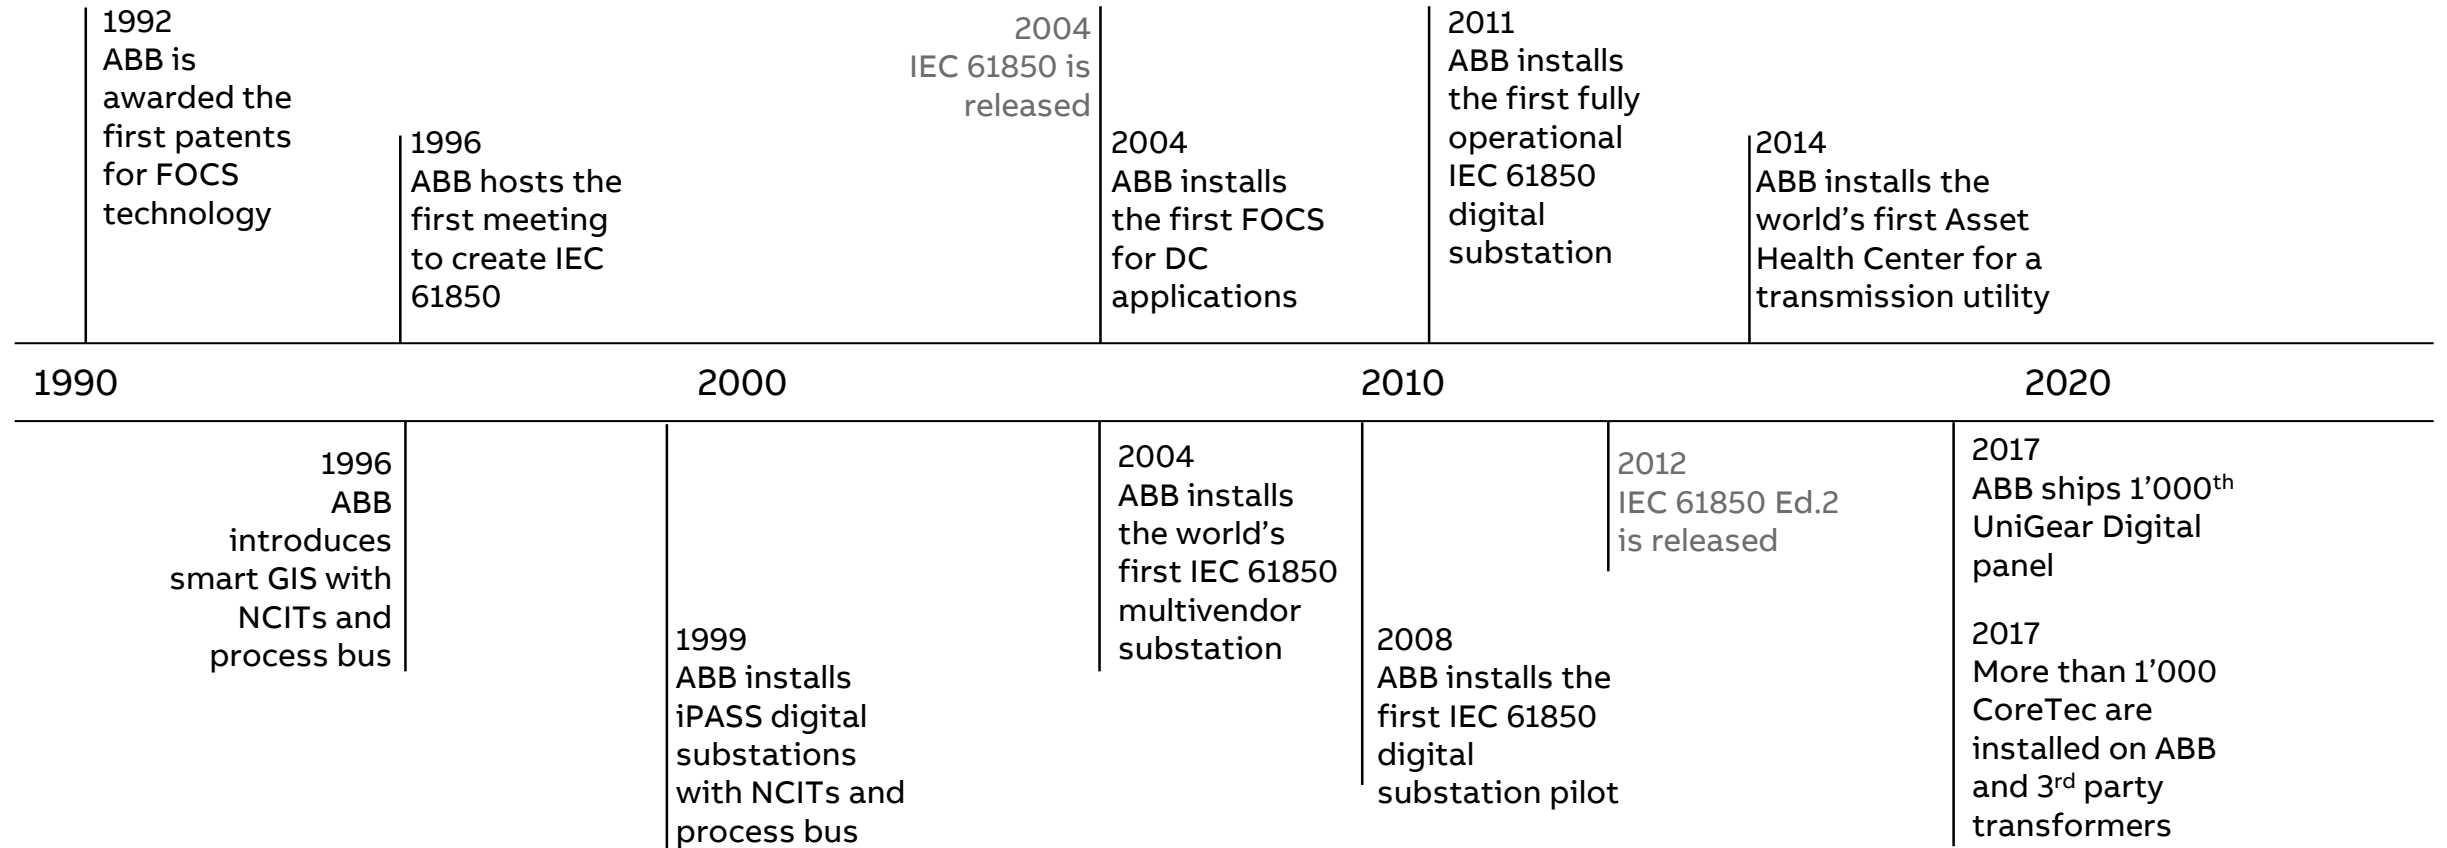 1992
ABB is
awarded the
first patents
for FOCS
technology
1996
ABB hosts the
first meeting
to create IEC
61850
2004
IEC 61850 is
released
2004
ABB installs
the first FOCS
for DC
applications
2011
ABB installs
the first fully
operational
IEC 61850
digital
substation
2014
ABB installs the
world’s first Asset
Health Center for a
transmission utility
1990 2000 2010 2020
1996
ABB
introduces
smart GIS with
NCITs and
process bus
1999
ABB installs
iPASS digital
substations
with NCITs and
process bus
2004
ABB installs
the world’s
first IEC 61850
multivendor
substation
2008
ABB installs the
first IEC 61850
digital
substation pilot
2012
IEC 61850 Ed.2
is released
2017
ABB ships 1’000th
UniGear Digital
panel
2017
More than 1’000
CoreTec are
installed on ABB
and 3rd party
transformers